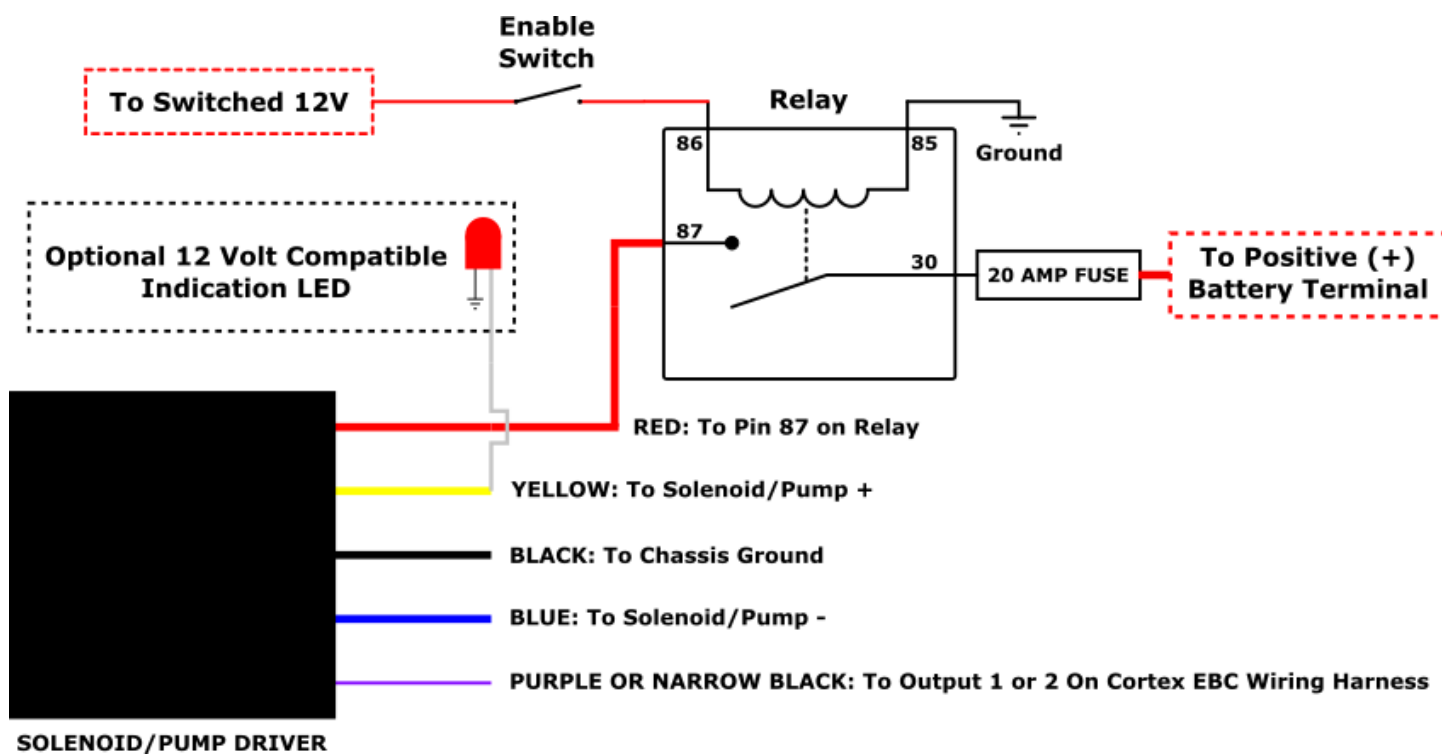 Enable
Switch
To Switched 12V
Relay
86
85
Ground
Optional 12 Volt Compatible
Indication LED
87
30
20 AMP FUSE
To Positive (+)
Battery Terminal
RED: To Pin 87 on Relay
YELLOW: To Solenoid/Pump +
BLACK: To Chassis Ground
BLUE: To Solenoid/Pump -
PURPLE OR NARROW BLACK: To Output 1 or 2 On Cortex EBC Wiring Harness
SOLENOID/PUMP DRIVER